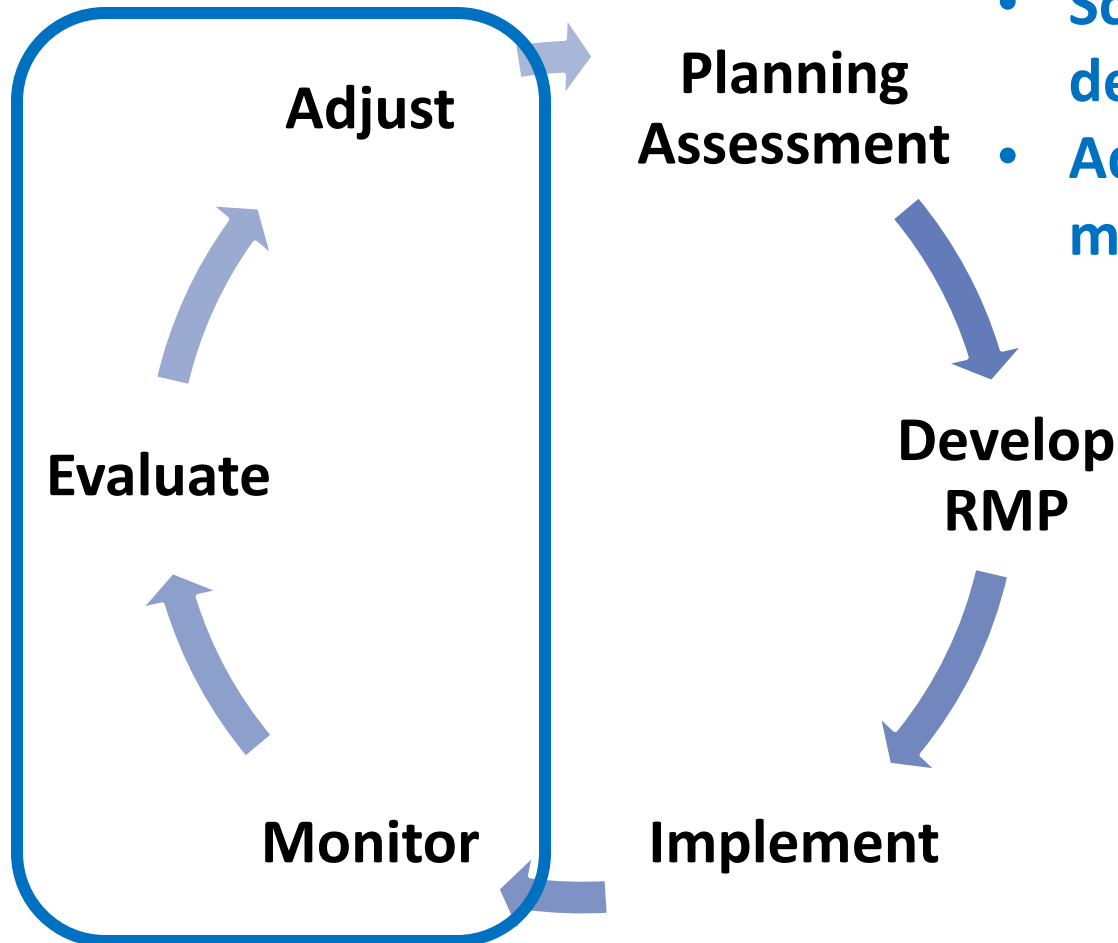 Adjust
Planning
Assessment
Develop
RMP
Implement
Monitor
Evaluate